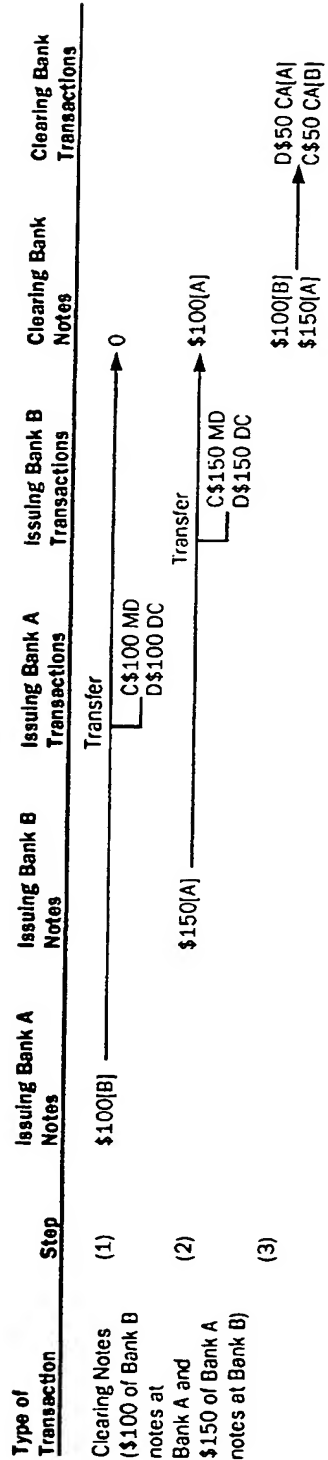 Type of Transaction
Step
Issuing Bank A Notes
Issuing Bank B Notes
Issuing Bank A Transactions
Issuing Bank B Transactions
Clearing Bank Notes
Clearing Bank Transactions
Clearing Notes
($100 of Bank B
notes at
Bank A and
$150 of Bank A
notes at Bank B)
(1)
$100[B]
Transfer
C$100 MD
D$100 DC
0
(2)
$150[A]
Transfer
C$150 MD
D$150 DC
$100[A]
(3)
$100[B]
$150[A]
D$50 CA[A]
C$50 CA[B]